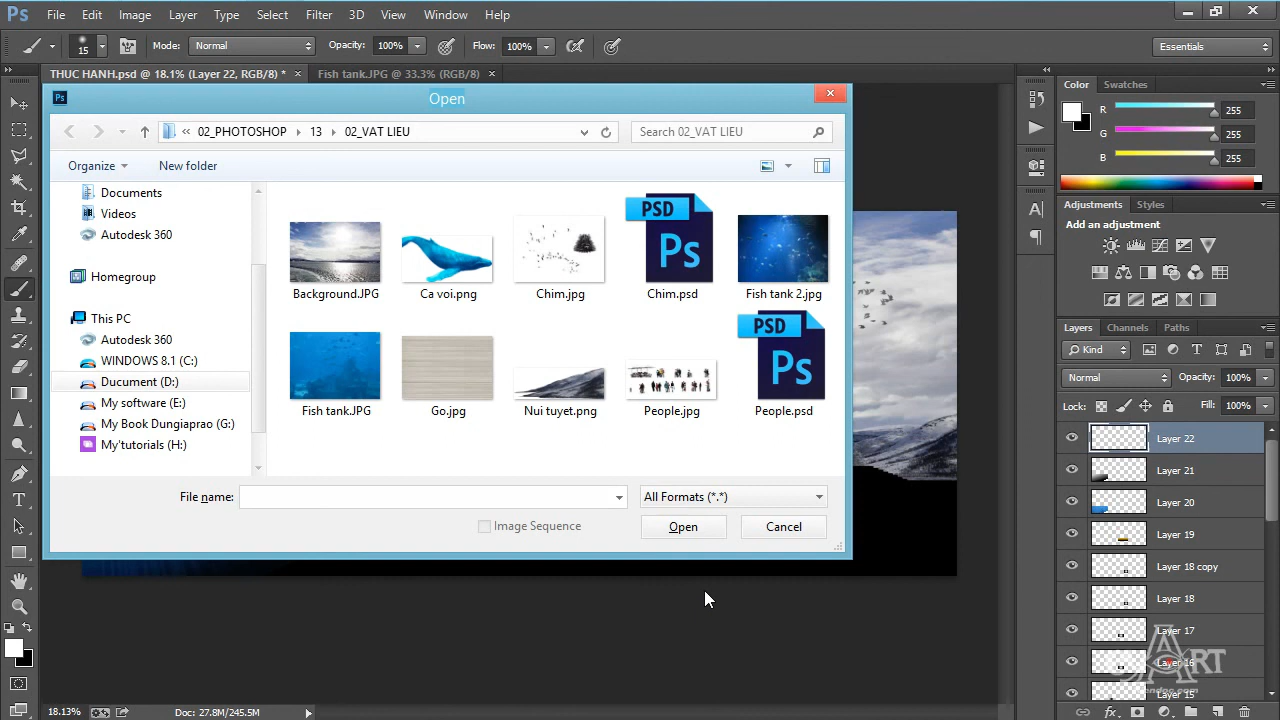 Ps File Edit Image Layer Type Select Filter 3D View Window Help
15 Mode: Normal Opacity: 100% Flow: 100% Essentials
THUC HANH.psd @ 18.1% (Layer 22, RGB/8) * × Fish tank.JPG @ 33.3% (RGB/8) ×
Open
« 02_PHOTOSHOP 13 02_VAT LIEU
Search 02_VAT LIEU
Organize New folder
Documents
Videos
Autodesk 360
Homegroup
This PC
Autodesk 360
WINDOWS 8.1 (C:)
Ducument (D:)
My software (E:)
My Book Dungiaprao (G:)
My'tutorials (H:)
PSD
Ps
Background.JPG Ca voi.png Chim.jpg Chim.psd Fish tank 2.jpg
PSD
Ps
Fish tank.JPG Go.jpg Nui tuyet.png People.jpg People.psd
File name: All Formats (*.*)
Image Sequence Open Cancel
Color Swatches
R 255
G 255
B 255
Adjustments Styles
Add an adjustment
Layers Channels Paths
Kind
Normal Opacity: 100%
Lock: Fill: 100%
Layer 22
Layer 21
Layer 20
Layer 19
Layer 18 copy
Layer 18
Layer 17
Layer 16
Layer 15
ART
18.13% Doc: 27.8M/245.5M